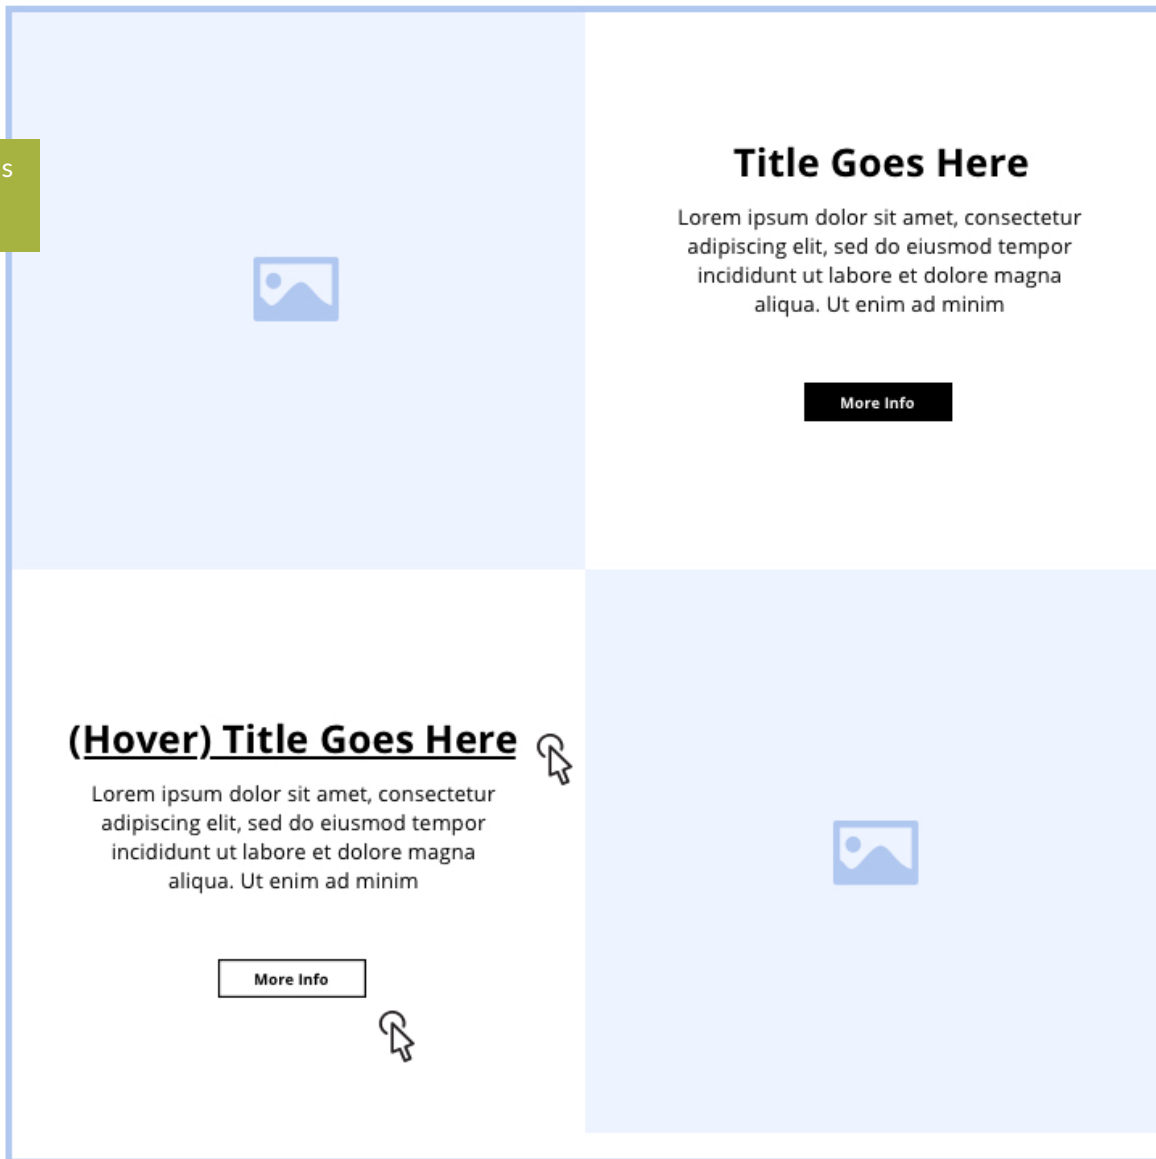 s
Title Goes Here
Lorem ipsum dolor sit amet, consectetur
adipiscing elit, sed do eiusmod tempor
incididunt ut labore et dolore magna
aliqua. Ut enim ad minim
More Info
(Hover) Title Goes Here
Lorem ipsum dolor sit amet, consectetur
adipiscing elit, sed do eiusmod tempor
incididunt ut labore et dolore magna
aliqua. Ut enim ad minim
More Info